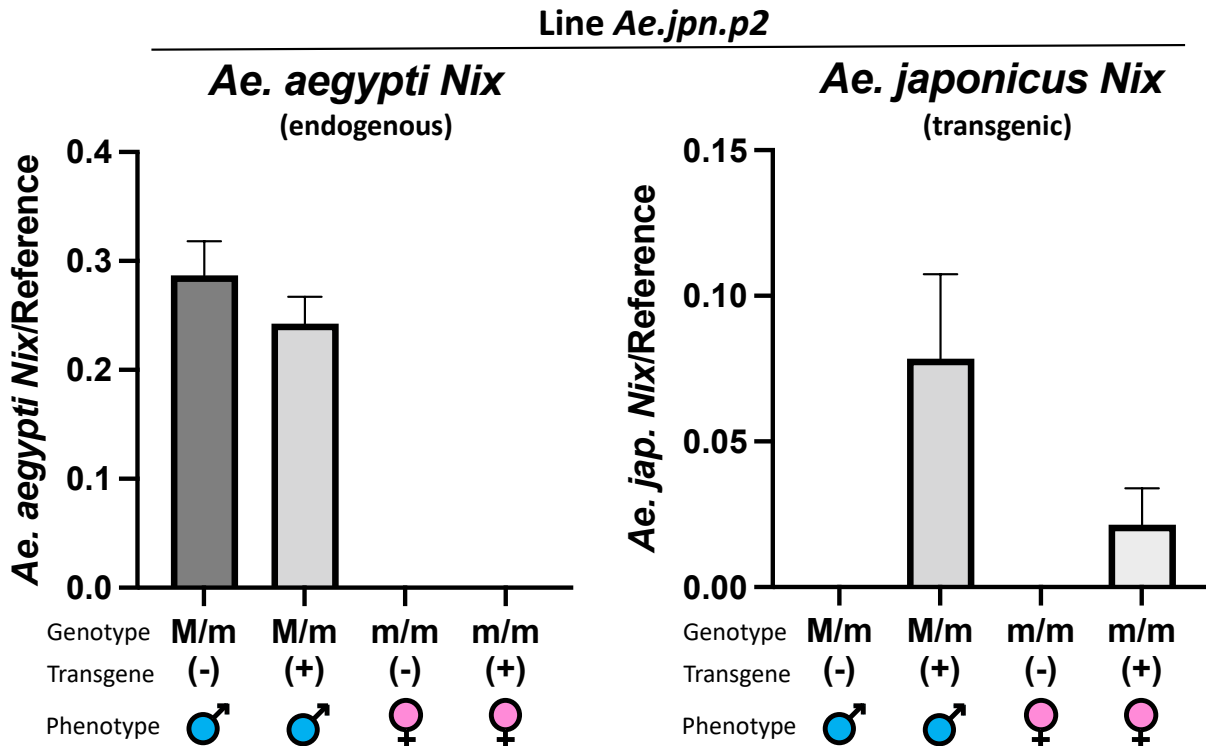 Line Ae.jpn.p2
Ae. aegypti Nix
(endogenous)
Ae. aegypti Nix/Reference
0.4
0.3
0.2
0.1
0.0
Genotype M/m M/m m/m m/m
Transgene (-) (+) (-) (+)
Phenotype
Ae. japonicus Nix
(transgenic)
Ae. jap. Nix/Reference
0.15
0.10
0.05
0.00
Genotype M/m M/m m/m m/m
Transgene (-) (+) (-) (+)
Phenotype